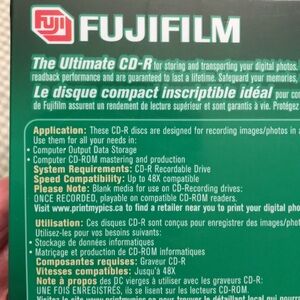 Fuji
FUJIFILM
The Ultimate CD-R for storing and transporting your digital photos.
readback performance and are guaranteed to last a lifetime. Safeguard your memories,
Le disque compact inscriptible idéal pour con
de Fujifilm assurent un rendement de lecture supérieur et sont garanti à vie. Protégez
Application: These CD-R discs are designed for recording images/photos in a
Use them for all your needs in:
• Computer Output Data Storage
• Computer CD-ROM mastering and production
System Requirements: CD-R Recordable Drive
Speed Compatibility: Up to 48X compatible
Please Note: Blank media for use on CD-Recording drives:
ONCE RECORDED, playable on compatible CD-ROM readers.
Visit www.printmypics.ca to find a retailer near you to print your digital phot
Utilisation: Ces disques CD-R sont conçus pour enregistrer des images/photos
Utilisez-les pour vos besoins suivants:
• Stockage de données informatiques
• Matriçage et production de CD-ROM informatiques
Composantes requises: Graveur CD-R
Vitesses compatibles: Jusqu'à 48X
Note à propos des DC vierges à utiliser avec les graveurs CD-R:
UNE FOIS ENREGISTRÉS, ils se lisent sur les lecteurs CD-ROM.